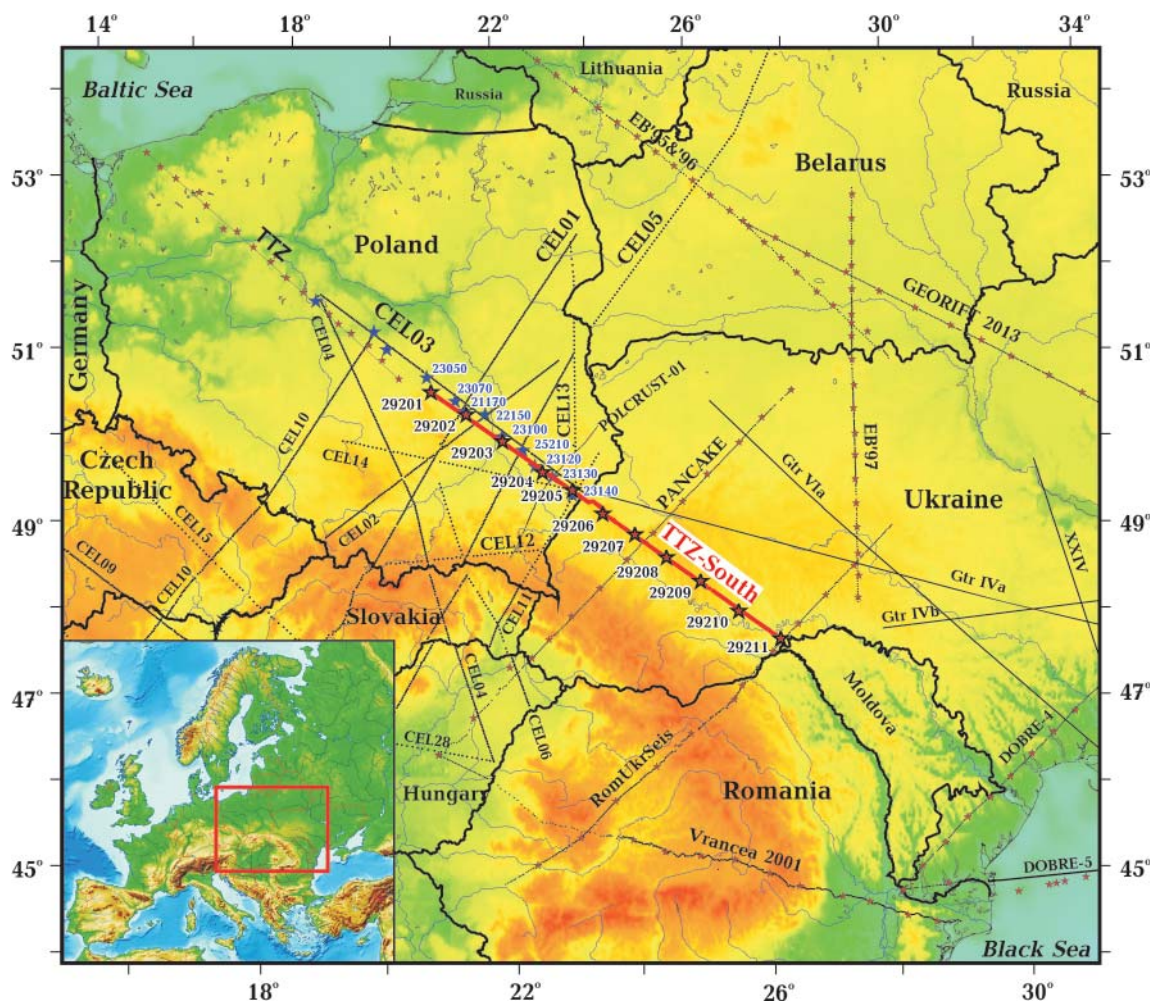 14° 18° 22° 26° 30° 34°
Baltic Sea
Lithuania
Russia
Russia
EB'95&'96
Belarus
53°
53°
TTZ
Poland
CEL01
CEL05
Germany
GEORIFT 2013
CEL03
CEL04
51°
51°
23050
23070
21170
22150
23100
25210
23120
23130
23140
CEL13
POLCRUST-01
29201
29202
29203
29204
29205
29206
29207
29208
29209
29210
29211
CEL10
CEL14
EB'97
PANCAKE
Gtr VIa
Czech
Republic
Ukraine
49°
49°
CEL15
CEL02
CEL12
TTZ-South
XXIV
CEL09
CEL10
CEL11
Gtr IVa
Gtr IVb
Slovakia
47°
47°
CEL04
CEL06
Moldova
DOBRE-4
CEL28
RomUkrSeis
Hungary
Romania
Vrancea 2001
45°
45°
DOBRE-5
Black Sea
18° 22° 26° 30°